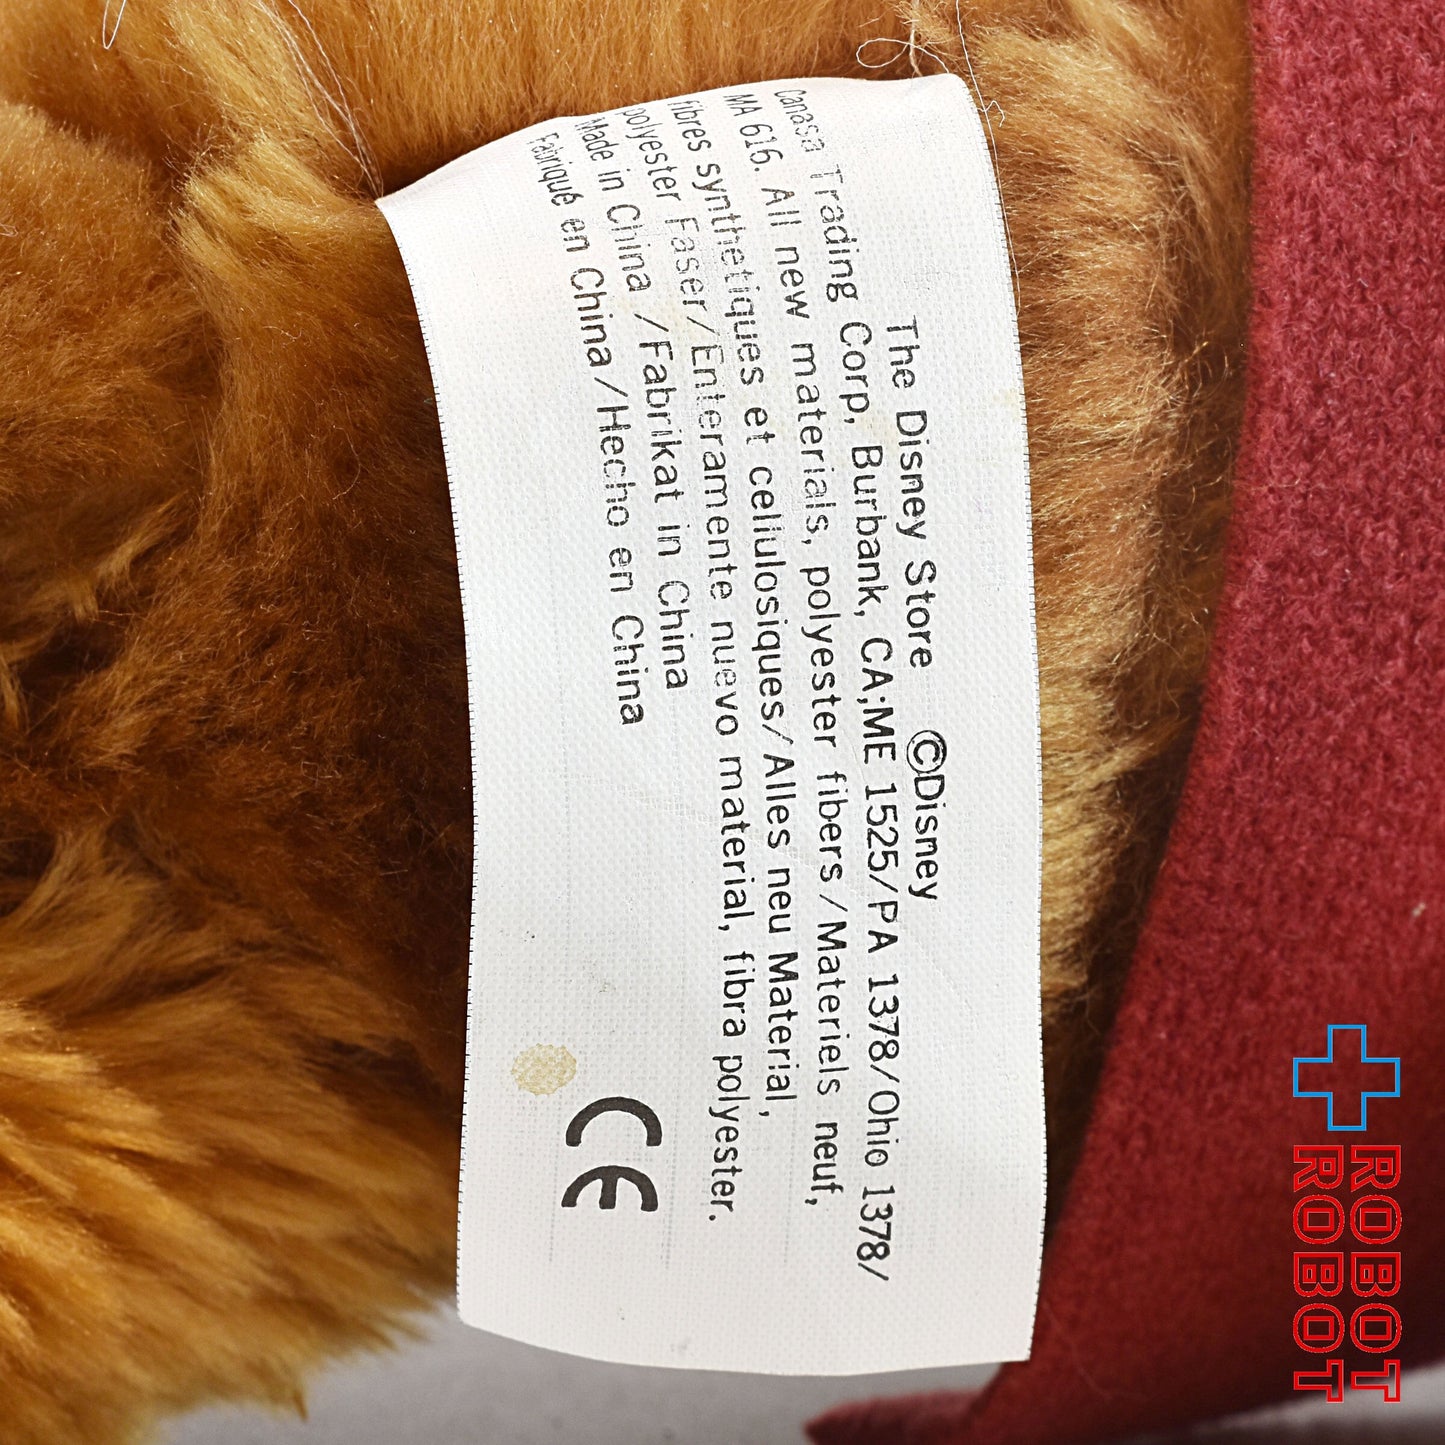 The Disney Store ©Disney
Canasa Trading Corp, Burbank, CA;ME 1525/PA 1378/Ohio 1378/
MA 616. All new materials, polyester fibers/Materiels neuf,
fibres synthetiques et cellulosiques/Alles neu Material,
polyester Faser/Enteramente nuevo material, fibra polyester.
Made in China /Fabrikat in China
Fabriqué en China/Hecho en China
CE
ROBOT
ROBOT